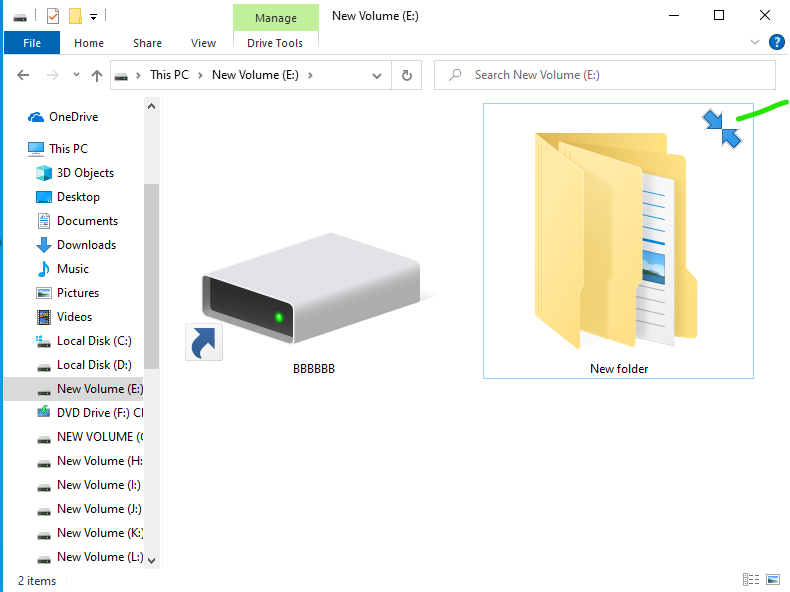 Manage
New Volume (E:)
File
Home
Share
View
Drive Tools
?
This PC
New Volume (E:)
Search New Volume (E:)
OneDrive
This PC
3D Objects
Desktop
Documents
Downloads
Music
Pictures
Videos
Local Disk (C:)
Local Disk (D:)
New Volume (E:)
DVD Drive (F:) C
NEW VOLUME (
New Volume (H:
New Volume (I:)
New Volume (J:)
New Volume (K:
New Volume (L:)
BBBBBB
New folder
2 items